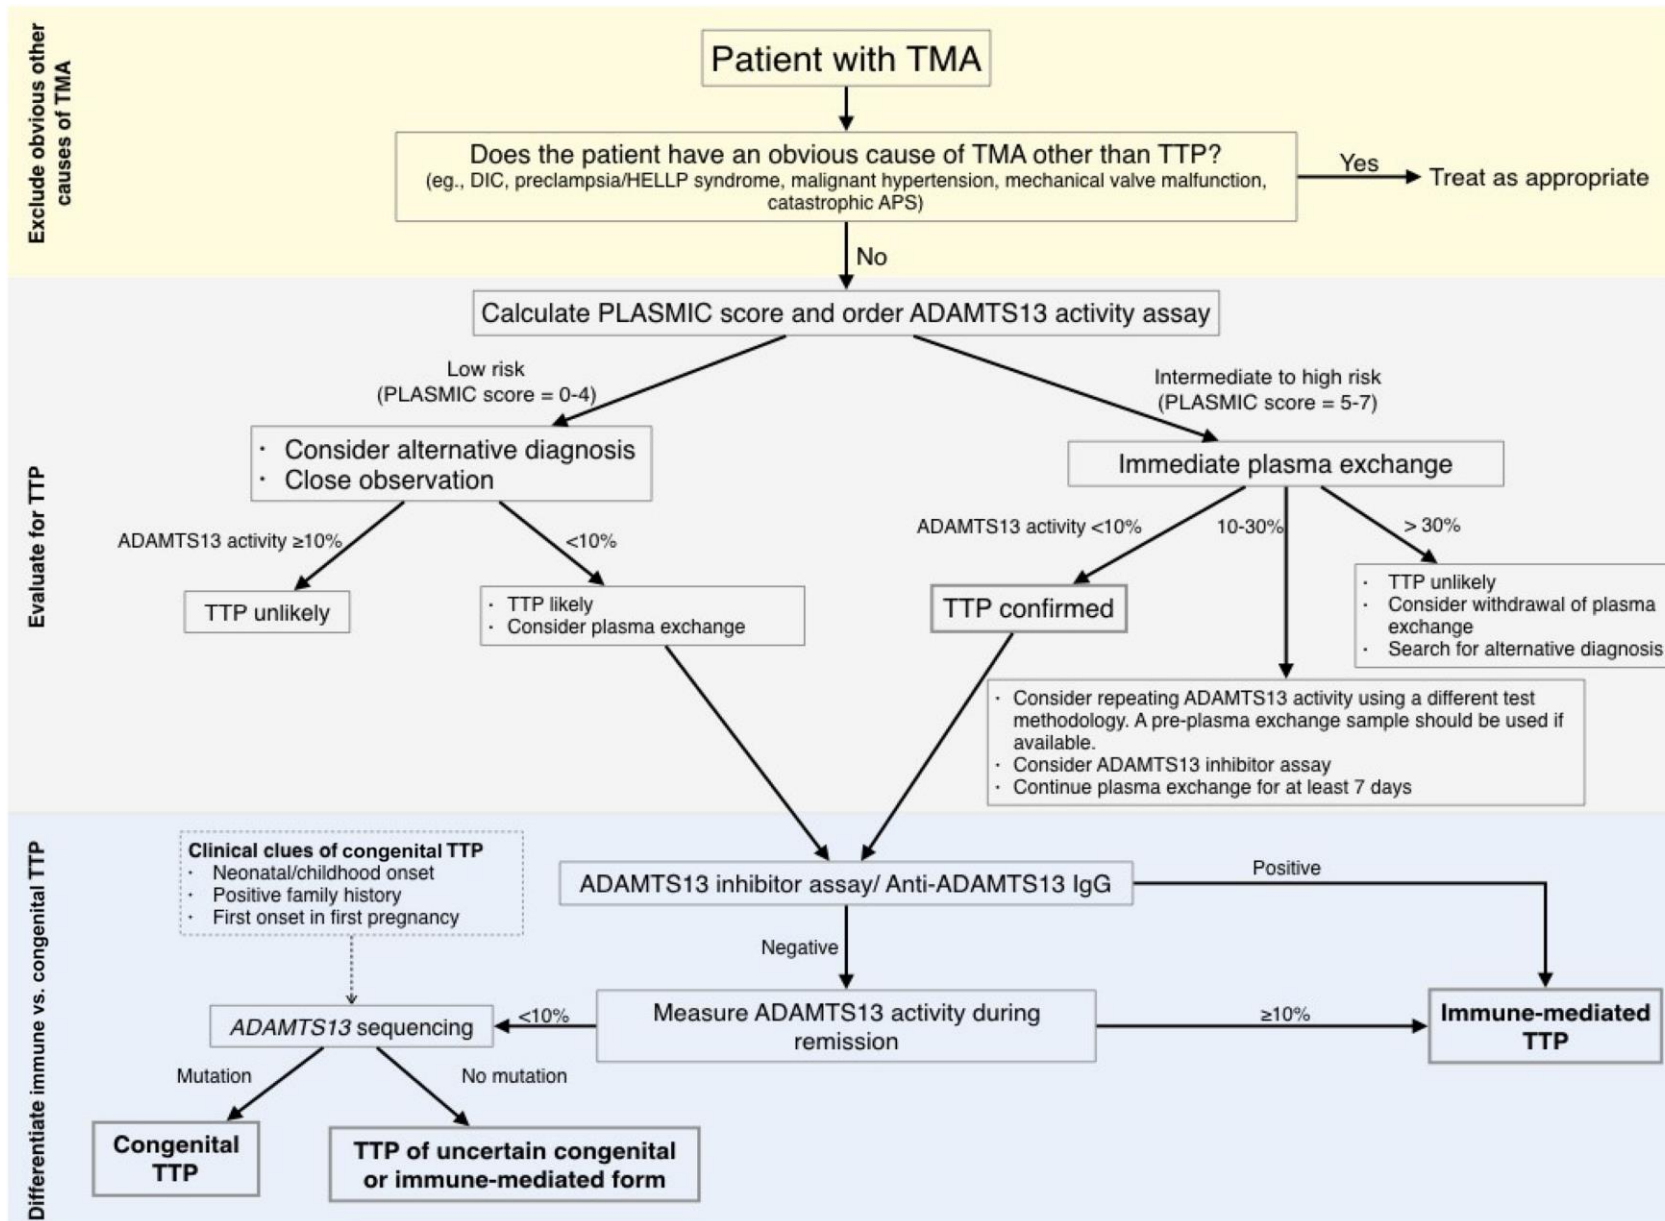 Exclude obvious other
causes of TMA
Patient with TMA
Does the patient have an obvious cause of TMA other than TTP?
(eg., DIC, preclampsia/HELLP syndrome, malignant hypertension, mechanical valve malfunction,
catastrophic APS)
Yes
Treat as appropriate
No
Evaluate for TTP
Calculate PLASMIC score and order ADAMTS13 activity assay
Low risk
(PLASMIC score = 0-4)
Intermediate to high risk
(PLASMIC score = 5-7)
· Consider alternative diagnosis
· Close observation
Immediate plasma exchange
ADAMTS13 activity ≥10%
<10%
ADAMTS13 activity <10%
10-30%
> 30%
TTP unlikely
· TTP likely
· Consider plasma exchange
TTP confirmed
· TTP unlikely
· Consider withdrawal of plasma
exchange
· Search for alternative diagnosis
· Consider repeating ADAMTS13 activity using a different test
methodology. A pre-plasma exchange sample should be used if
available.
· Consider ADAMTS13 inhibitor assay
· Continue plasma exchange for at least 7 days
Differentiate immune vs. congenital TTP
Clinical clues of congenital TTP
· Neonatal/childhood onset
· Positive family history
· First onset in first pregnancy
ADAMTS13 inhibitor assay/ Anti-ADAMTS13 IgG
Positive
Negative
ADAMTS13 sequencing
<10%
Measure ADAMTS13 activity during
remission
≥10%
Immune-mediated
TTP
Mutation
No mutation
Congenital
TTP
TTP of uncertain congenital
or immune-mediated form